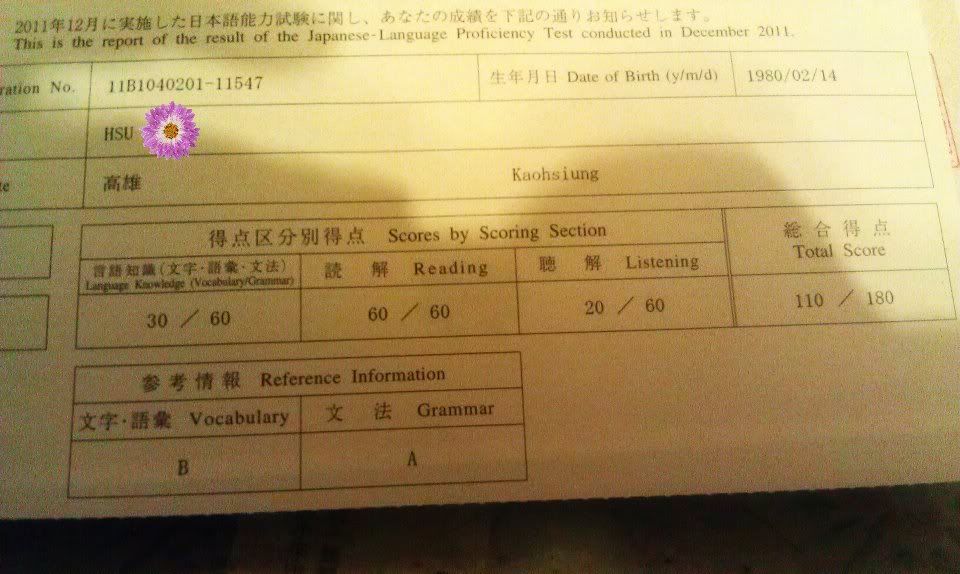 2011年12月に実施した日本語能力試験に関し、あなたの成績を下記の通りお知らせします。
This is the report of the result of the Japanese-Language Proficiency Test conducted in December 2011.
ration No. 11B1040201-11547 生年月日 Date of Birth (y/m/d) 1980/02/14
HSU
te 高雄 Kaohsiung
得点区分別得点 Scores by Scoring Section
総合得点
Total Score
言語知識(文字・語彙・文法)
Language Knowledge (Vocabulary/Grammar)
読解 Reading
聴解 Listening
30 / 60 60 / 60 20 / 60 110 / 180
参考情報 Reference Information
文字・語彙 Vocabulary 文法 Grammar
B A